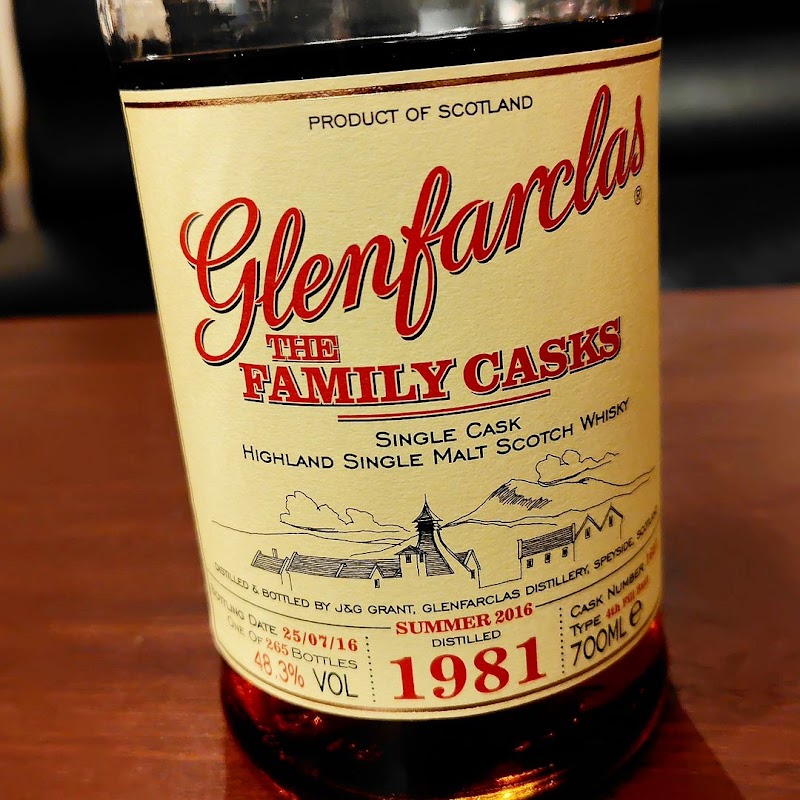 PRODUCT OF SCOTLAND
Glenfarclas®
THE
FAMILY CASKS
SINGLE CASK
HIGHLAND SINGLE MALT SCOTCH WHISKY
DISTILLED & BOTTLED BY J&G GRANT, GLENFARCLAS DISTILLERY, SPEYSIDE,
SUMMER 2016
BOTTLING DATE 25/07/16
ONE OF 265 BOTTLES
48.3% VOL
DISTILLED
1981
CASK NUMBER
TYPE 4th Fill
700ML ℮